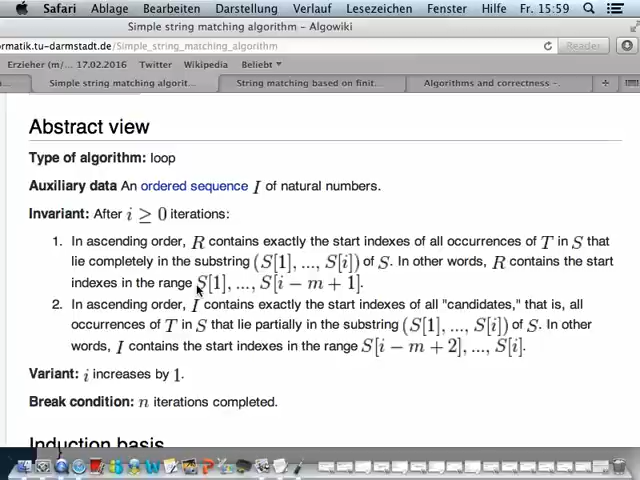 Safari Ablage Bearbeiten Darstellung Verlauf Lesezeichen Fenster Hilfe Fr. 15:59
Simple string matching algorithm - Algowiki
ormatik.tu-darmstadt.de/Simple_string_matching_algorithm Reader
Erzieher (m/ 17.02.2016 Twitter Wikipedia Beliebt
Simple string matching algorit... String matching based on finit... Algorithms and correctness -...
Abstract view
Type of algorithm: loop
Auxiliary data An ordered sequence I of natural numbers.
Invariant: After i ≥ 0 iterations:
1. In ascending order, R contains exactly the start indexes of all occurrences of T in S that
lie completely in the substring (S[1], ..., S[i]) of S. In other words, R contains the start
indexes in the range S[1], ..., S[i − m + 1].
2. In ascending order, I contains exactly the start indexes of all "candidates," that is, all
occurrences of T in S that lie partially in the substring (S[1], ..., S[i]) of S. In other
words, I contains the start indexes in the range S[i − m + 2], ..., S[i].
Variant: i increases by 1.
Break condition: n iterations completed.
Induction basis